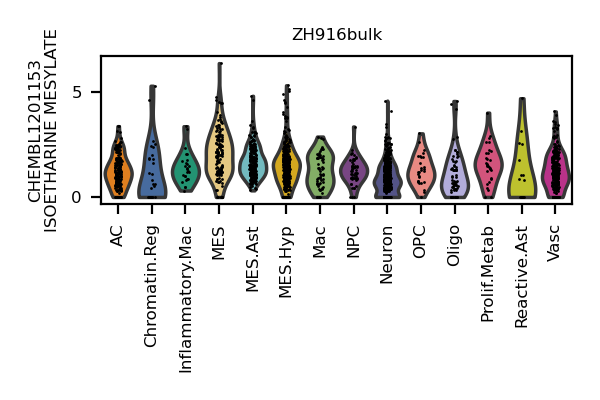 ZH916bulk
CHEMBL1201153
ISOETHARINE MESYLATE
5
0
AC
Chromatin.Reg
Inflammatory.Mac
MES
MES.Ast
MES.Hyp
Mac
NPC
Neuron
OPC
Oligo
Prolif.Metab
Reactive.Ast
Vasc